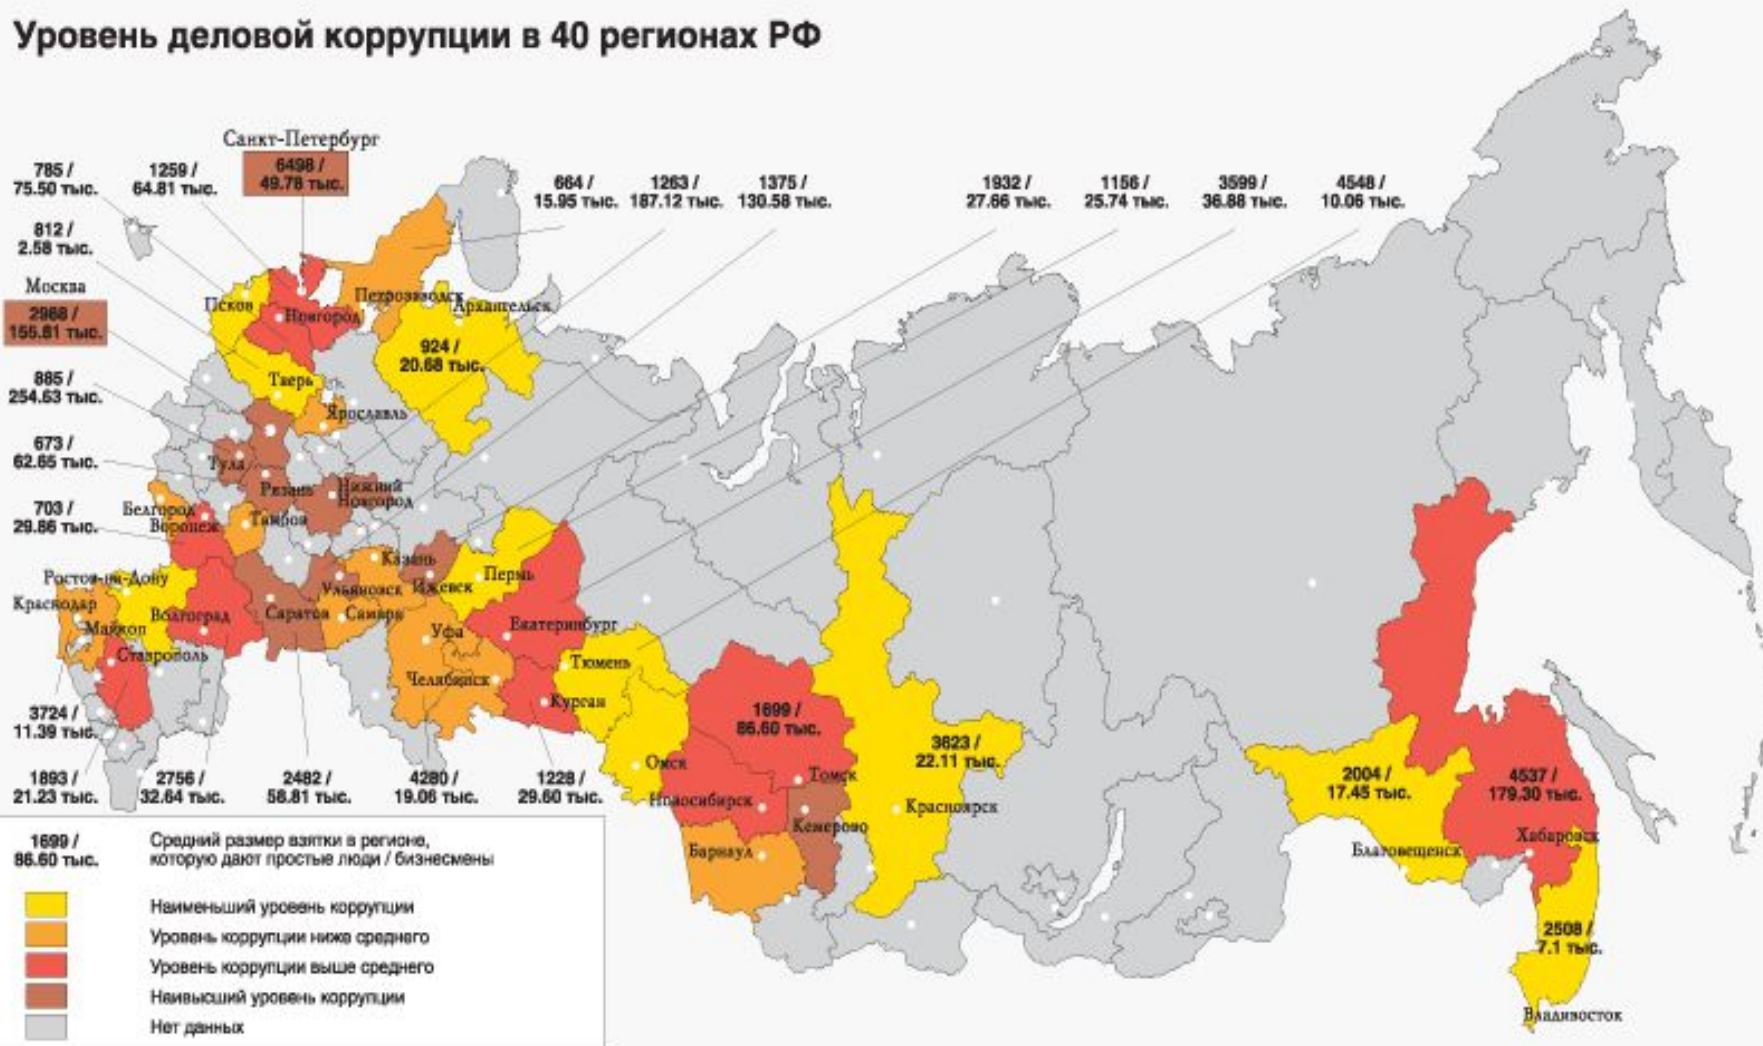 Уровень деловой коррупции в 40 регионах РФ
Санкт-Петербург
6498 /
49.78 тыс.
785 /
75.50 тыс.
1259 /
64.81 тыс.
664 /
15.95 тыс.
1263 /
187.12 тыс.
1375 /
130.58 тыс.
1932 /
27.66 тыс.
1156 /
25.74 тыс.
3599 /
36.88 тыс.
4548 /
10.06 тыс.
812 /
2.58 тыс.
Москва
2988 /
155.81 тыс.
885 /
254.63 тыс.
673 /
62.65 тыс.
703 /
29.86 тыс.
Псков
Новгород
Петрозаводск
Архангельск
924 /
20.68 тыс.
Тверь
Ярославль
Тула
Рязань
Нижний
Новгород
Белгород
Воронеж
Тамбов
Казань
Ульяновск
Ижевск
Пермь
Ростов-на-Дону
Краснодар
Майкоп
Волгоград
Саратов
Самара
Ставрополь
Уфа
Екатеринбург
Челябинск
Тюмень
Курган
Омск
1699 /
86.60 тыс.
Томск
Новосибирск
Кемерово
Барнаул
3623 /
22.11 тыс.
Красноярск
2004 /
17.45 тыс.
4537 /
179.30 тыс.
Хабаровск
Благовещенск
2508 /
7.1 тыс.
Владивосток
3724 /
11.39 тыс.
1893 /
21.23 тыс.
2756 /
32.64 тыс.
2482 /
58.81 тыс.
4280 /
19.06 тыс.
1228 /
29.60 тыс.
1699 /
86.60 тыс.
Средний размер взятки в регионе,
которую дают простые люди / бизнесмены
Наименьший уровень коррупции
Уровень коррупции ниже среднего
Уровень коррупции выше среднего
Наивысший уровень коррупции
Нет данных